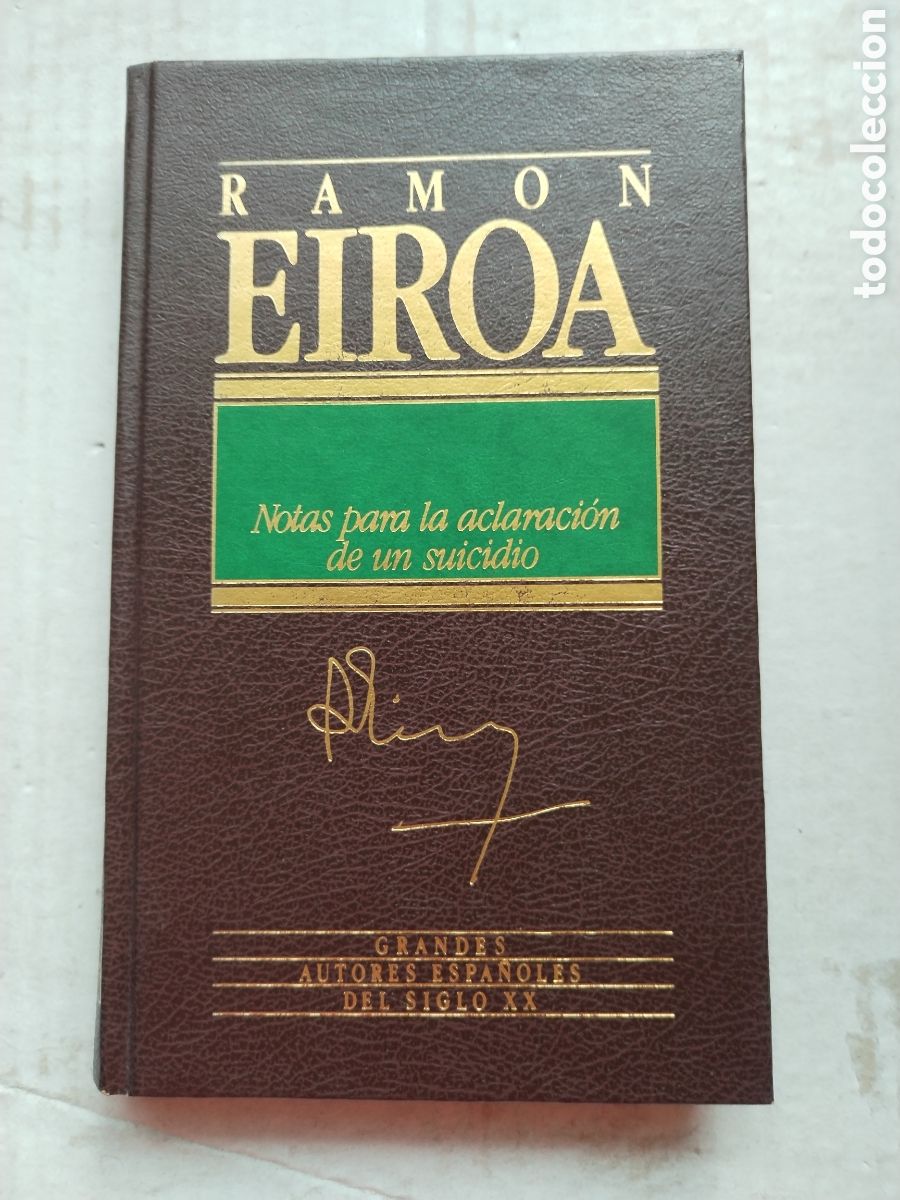 RAMON
EIROA
Notas para la aclaración
de un suicidio
GRANDES
AUTORES ESPAÑOLES
DEL SIGLO XX
todocoleccion